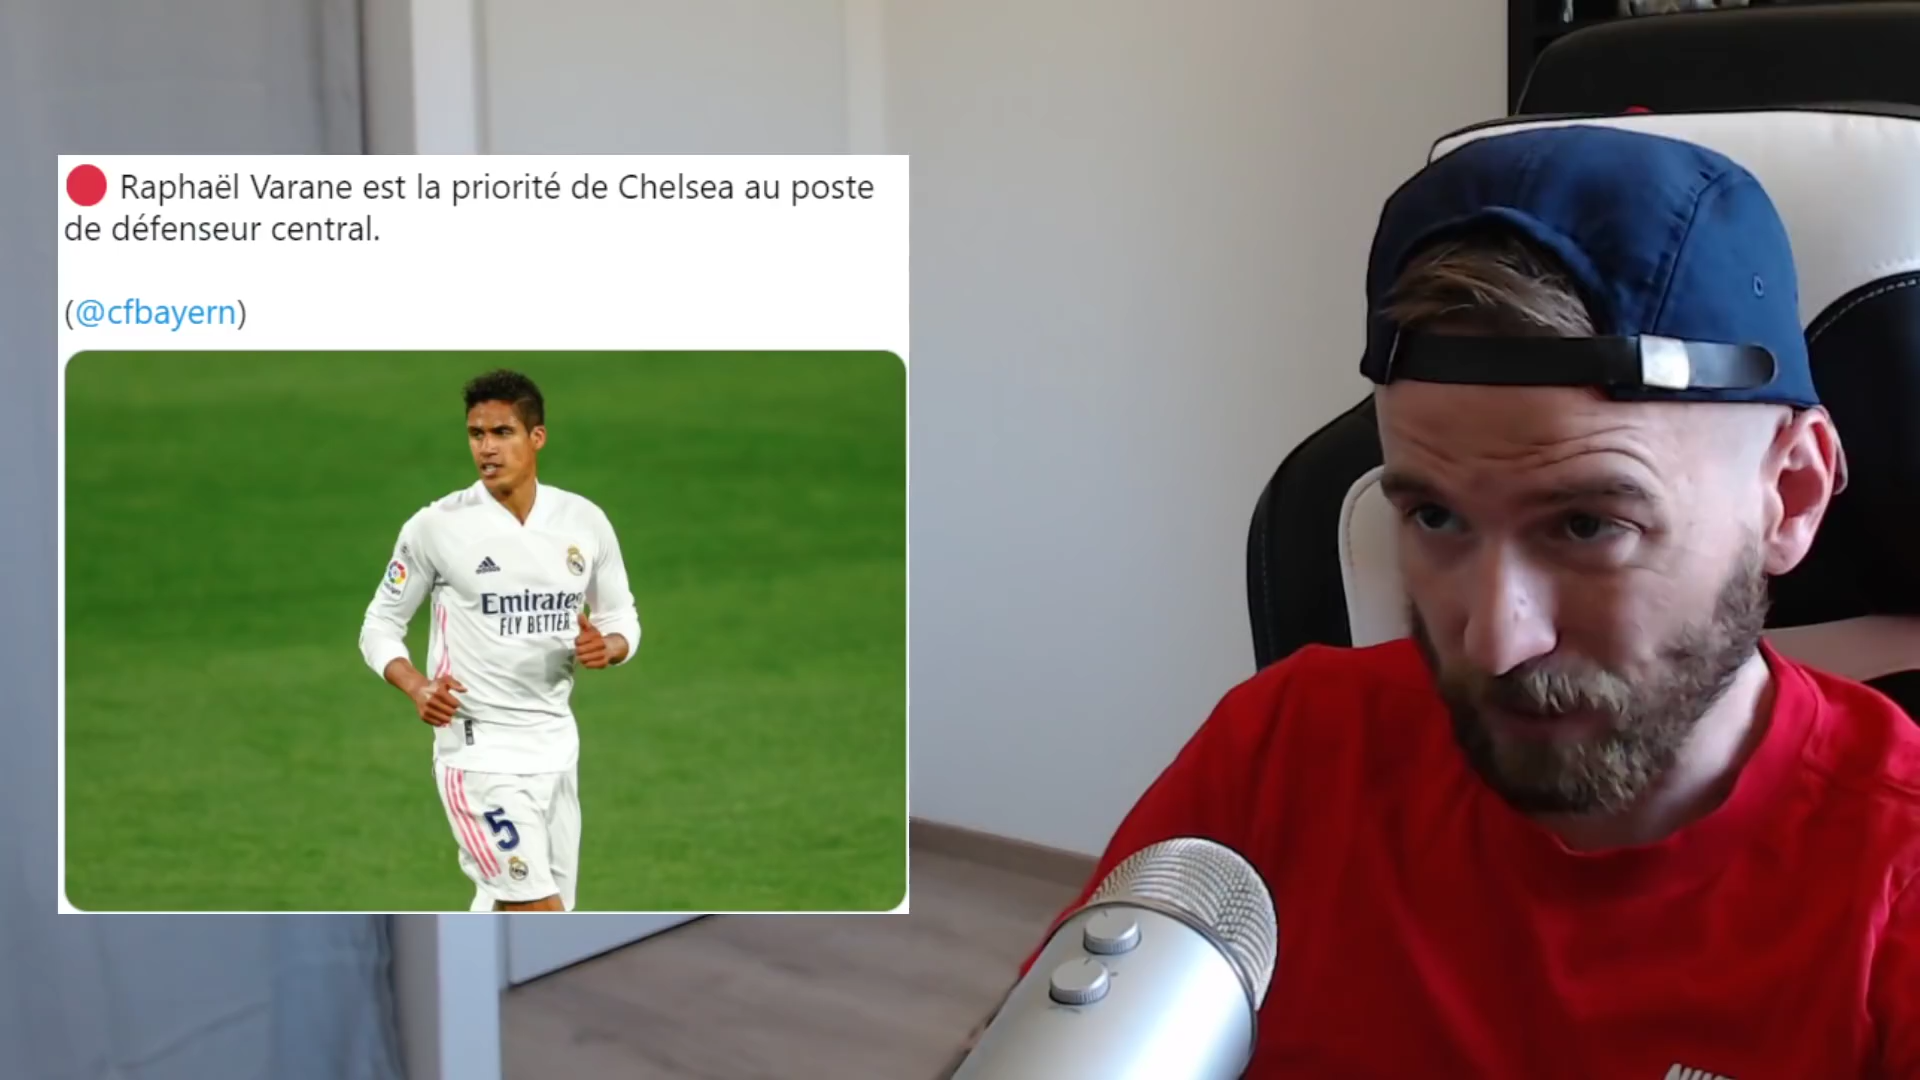 Raphaël Varane est la priorité de Chelsea au poste
de défenseur central.
(@cfbayern)
Emirates
FLY BETTER
5